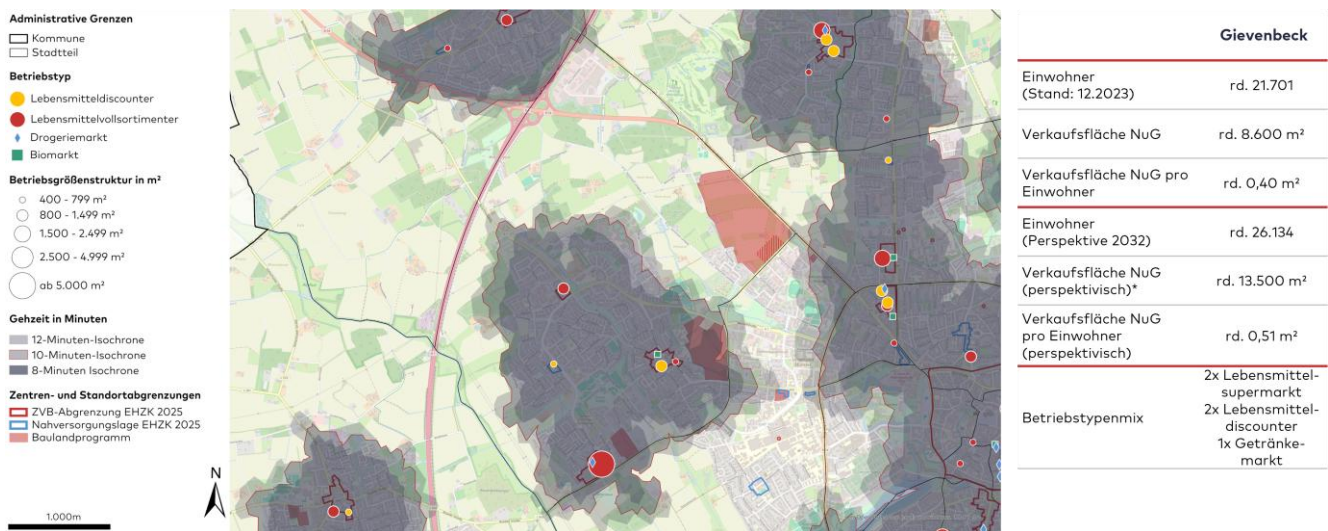 Administrative Grenzen
Kommune
Stadtteil
Betriebstyp
Lebensmitteldiscounter
Lebensmittelvollsortimenter
Drogeriemarkt
Biomarkt
Betriebsgrößenstruktur in m²
400 - 799 m²
800 - 1.499 m²
1.500 - 2.499 m²
2.500 - 4.999 m²
ab 5.000 m²
Gehzeit in Minuten
12-Minuten-Isochrone
10-Minuten-Isochrone
8-Minuten Isochrone
Zentren- und Standortabgrenzungen
ZVB-Abgrenzung EHZK 2025
Nahversorgungslage EHZK 2025
Baulandprogramm
N
1.000m
Gievenbeck
Einwohner
(Stand: 12.2023)
rd. 21.701
Verkaufsfläche NuG
rd. 8.600 m²
Verkaufsfläche NuG pro
Einwohner
rd. 0,40 m²
Einwohner
(Perspektive 2032)
rd. 26.134
Verkaufsfläche NuG
(perspektivisch)*
rd. 13.500 m²
Verkaufsfläche NuG
pro Einwohner
(perspektivisch)
rd. 0,51 m²
Betriebstypenmix
2x Lebensmittel-
supermarkt
2x Lebensmittel-
discounter
1x Getränke-
markt